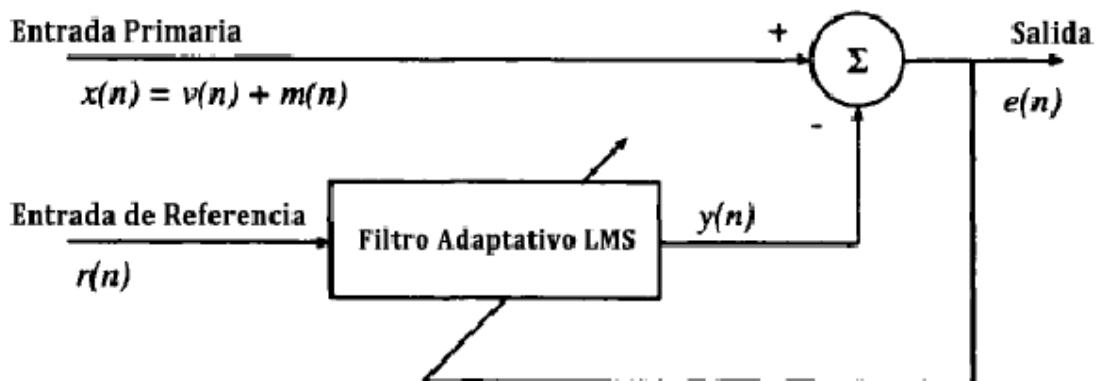 Entrada Primaria
x(n) = v(n) + m(n)
+
Σ
Salida
e(n)
-
Entrada de Referencia
r(n)
Filtro Adaptativo LMS
y(n)